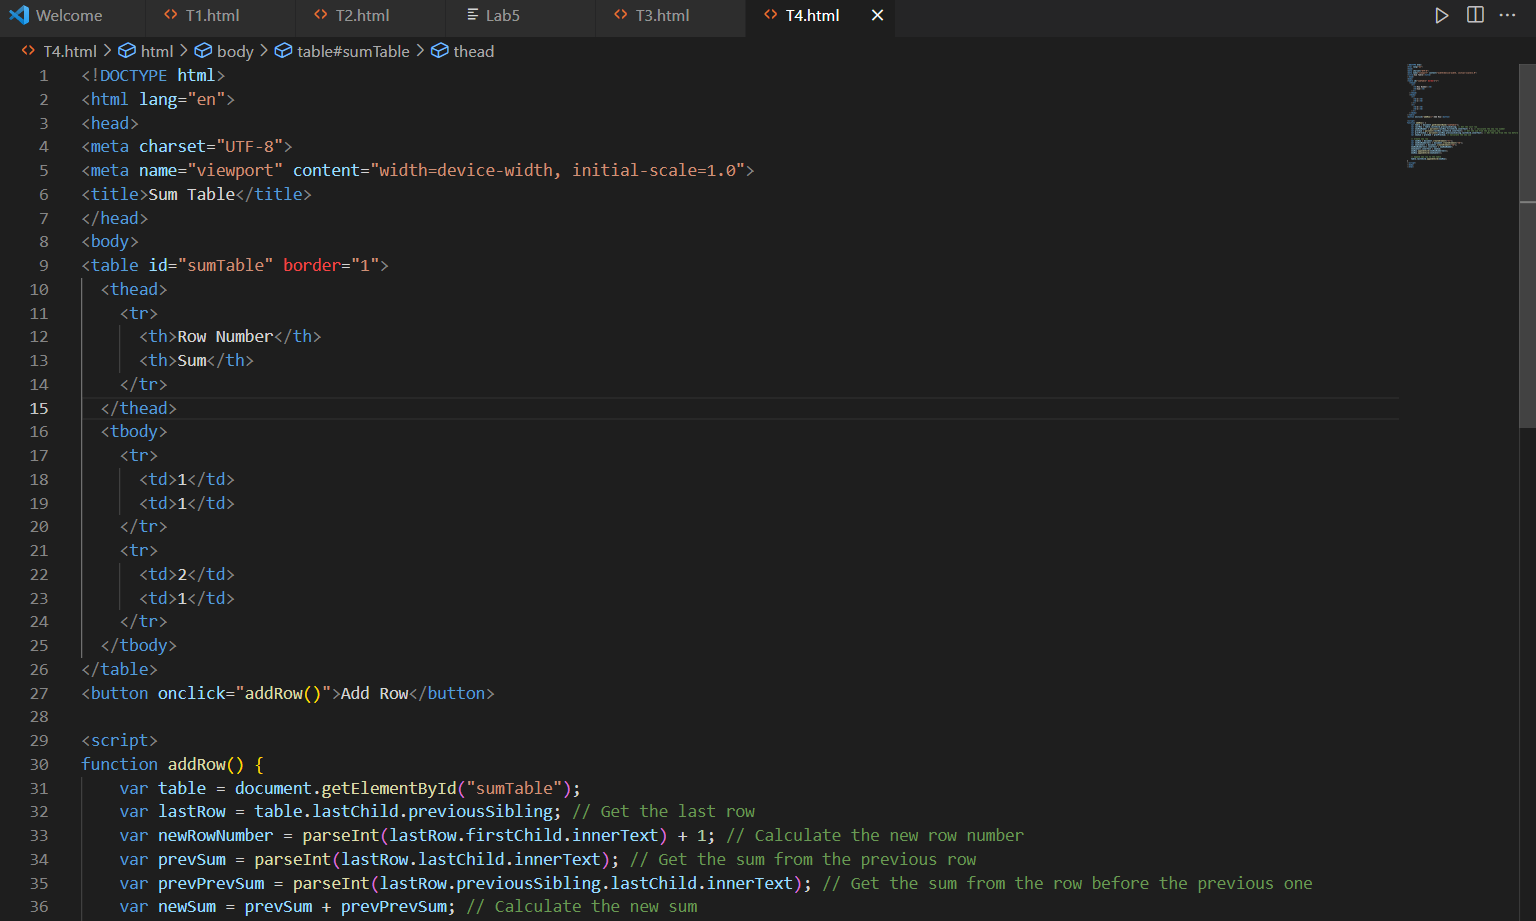 Welcome
T1.html
T2.html
Lab5
T3.html
T4.html
T4.html > html > body > table#sumTable > thead
1 <!DOCTYPE html>
2 <html lang="en">
3 <head>
4 <meta charset="UTF-8">
5 <meta name="viewport" content="width=device-width, initial-scale=1.0">
6 <title>Sum Table</title>
7 </head>
8 <body>
9 <table id="sumTable" border="1">
10 <thead>
11 <tr>
12 <th>Row Number</th>
13 <th>Sum</th>
14 </tr>
15 </thead>
16 <tbody>
17 <tr>
18 <td>1</td>
19 <td>1</td>
20 </tr>
21 <tr>
22 <td>2</td>
23 <td>1</td>
24 </tr>
25 </tbody>
26 </table>
27 <button onclick="addRow()">Add Row</button>
28
29 <script>
30 function addRow() {
31 var table = document.getElementById("sumTable");
32 var lastRow = table.lastChild.previousSibling; // Get the last row
33 var newRowNumber = parseInt(lastRow.firstChild.innerText) + 1; // Calculate the new row number
34 var prevSum = parseInt(lastRow.lastChild.innerText); // Get the sum from the previous row
35 var prevPrevSum = parseInt(lastRow.previousSibling.lastChild.innerText); // Get the sum from the row before the previous one
36 var newSum = prevSum + prevPrevSum; // Calculate the new sum